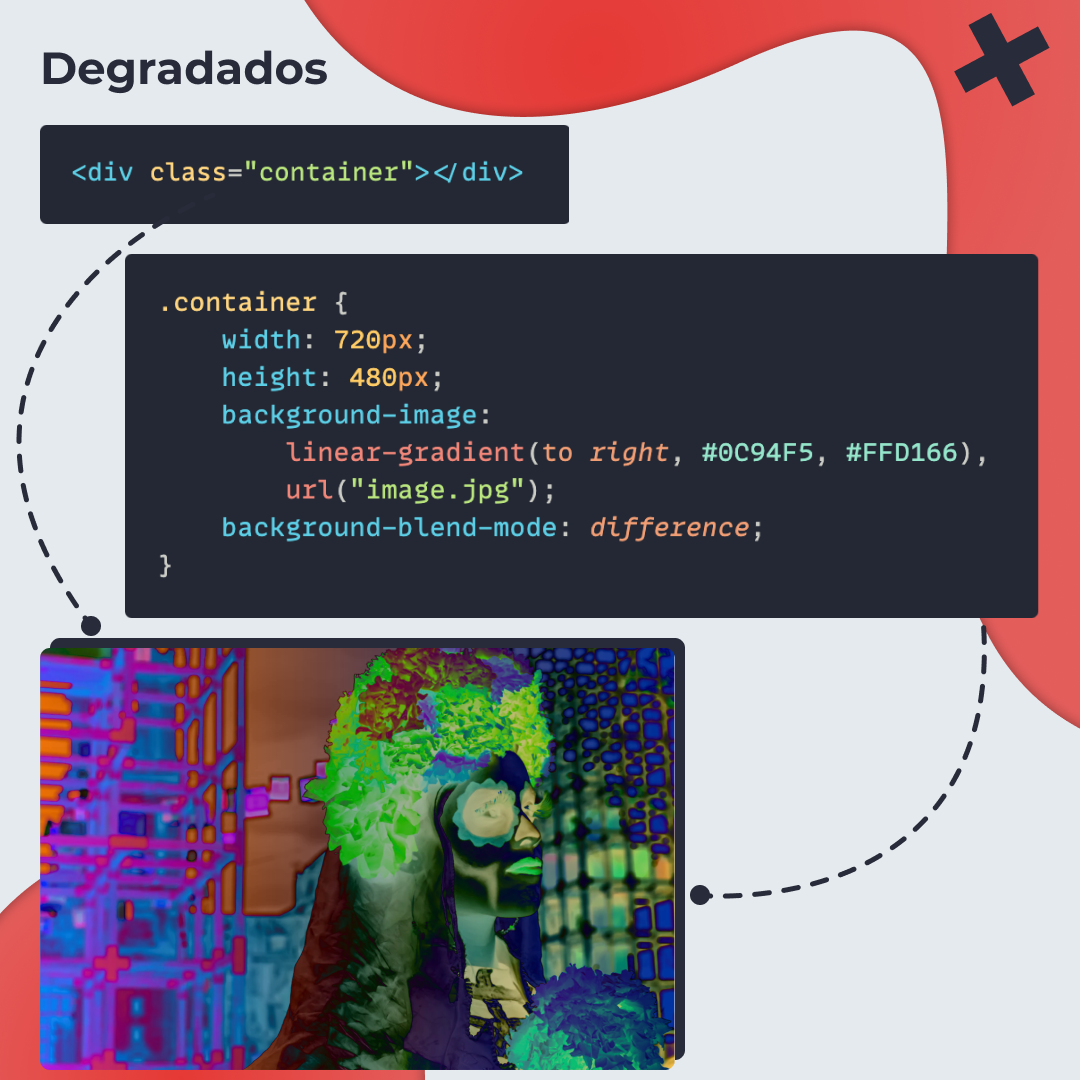 Degradados
<div class="container"></div>
.container {
    width: 720px;
    height: 480px;
    background-image:
        linear-gradient(to right, #0C94F5, #FFD166),
        url("image.jpg");
    background-blend-mode: difference;
}